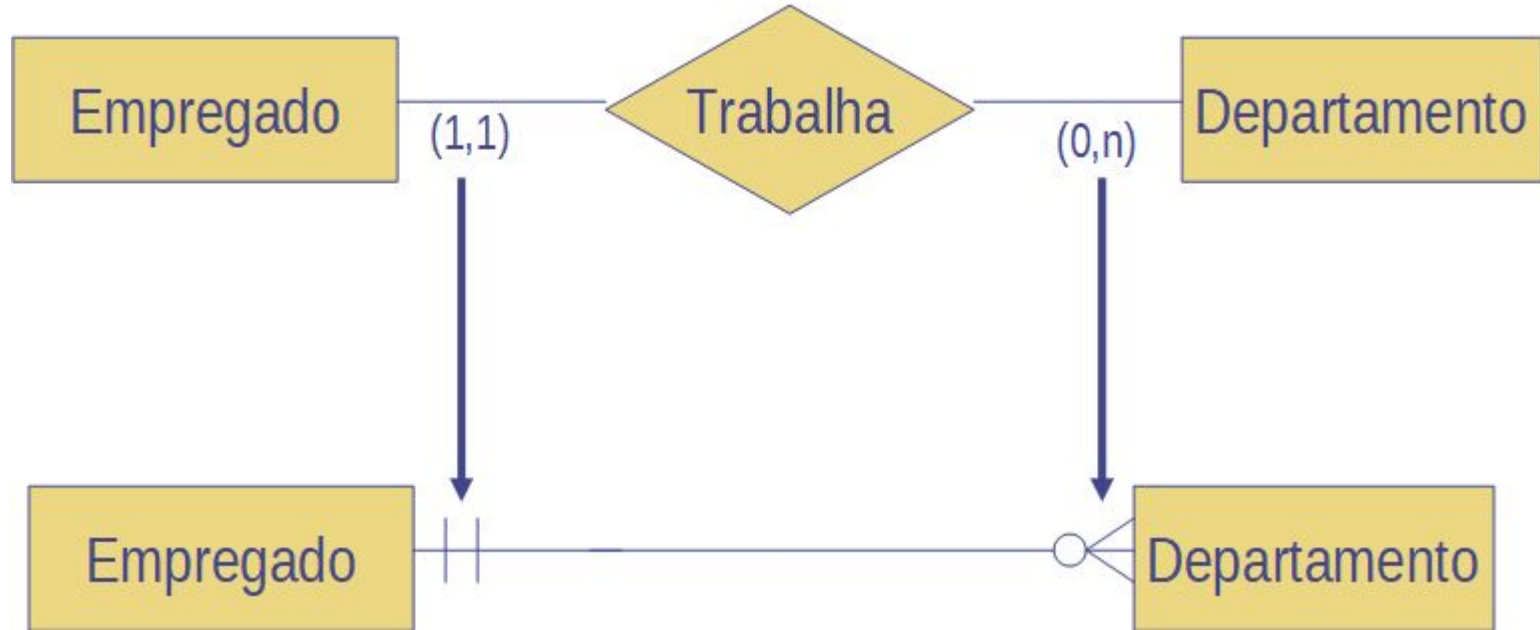 Empregado
(1,1)
Trabalha
(0,n)
Departamento
Empregado
Departamento